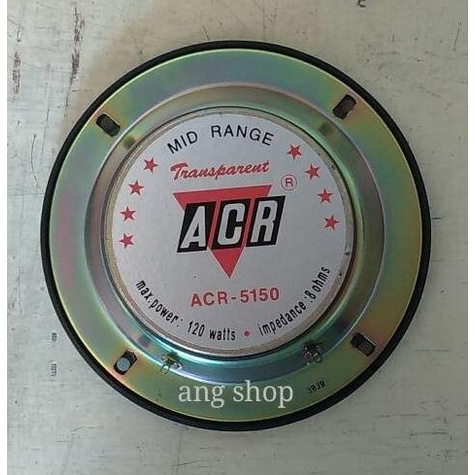 MID RANGE
Transparent
ACR ®
ACR-5150
max.power: 120 watts • impedance:8 ohms
ang shop